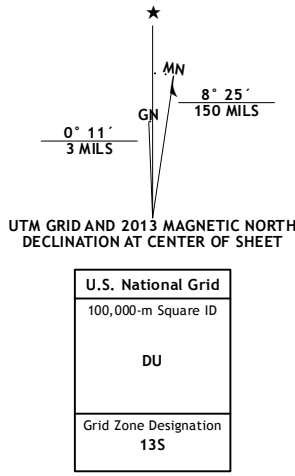 MN
8° 25´
150 MILS
GN
0° 11´
3 MILS
UTM GRID AND 2013 MAGNETIC NORTH
DECLINATION AT CENTER OF SHEET
U.S. National Grid
100,000-m Square ID
DU
Grid Zone Designation
13S